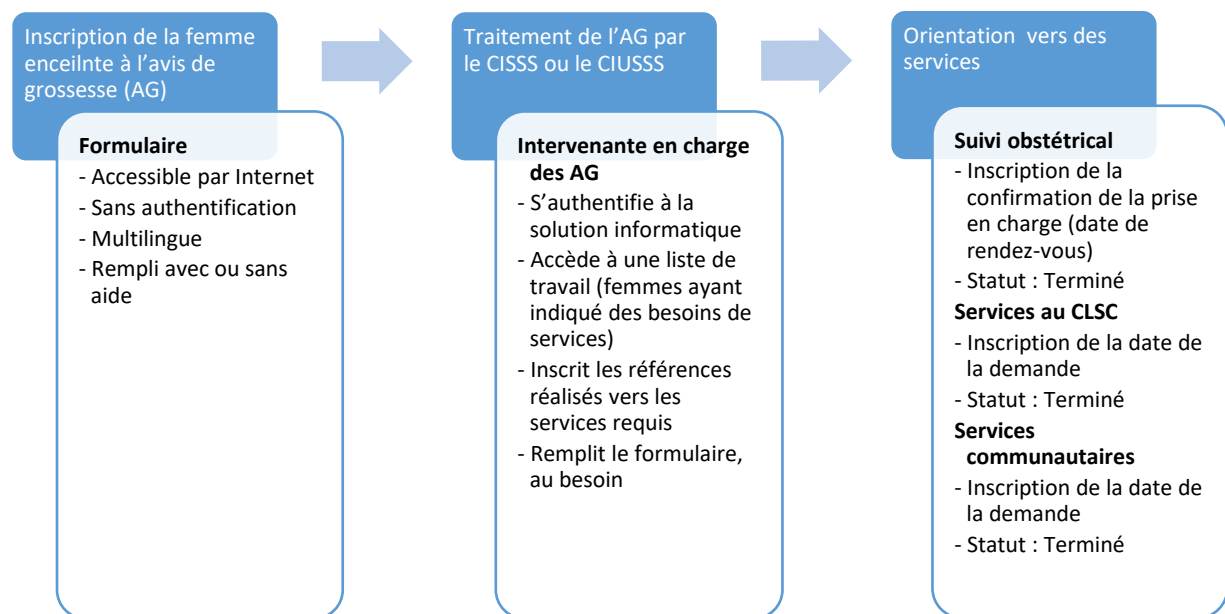 Inscription de la femme
enceilnte à l'avis de
grossesse (AG)
Formulaire
- Accessible par Internet
- Sans authentification
- Multilingue
- Rempli avec ou sans
aide
Traitement de l'AG par
le CISSS ou le CIUSSS
Intervenante en charge
des AG
- S'authentifie à la
solution informatique
- Accède à une liste de
travail (femmes ayant
indiqué des besoins de
services)
- Inscrit les références
réalisés vers les
services requis
- Remplit le formulaire,
au besoin
Orientation vers des
services
Suivi obstétrical
- Inscription de la
confirmation de la prise
en charge (date de
rendez-vous)
- Statut : Terminé
Services au CLSC
- Inscription de la date de
la demande
- Statut : Terminé
Services
communautaires
- Inscription de la date de
la demande
- Statut : Terminé